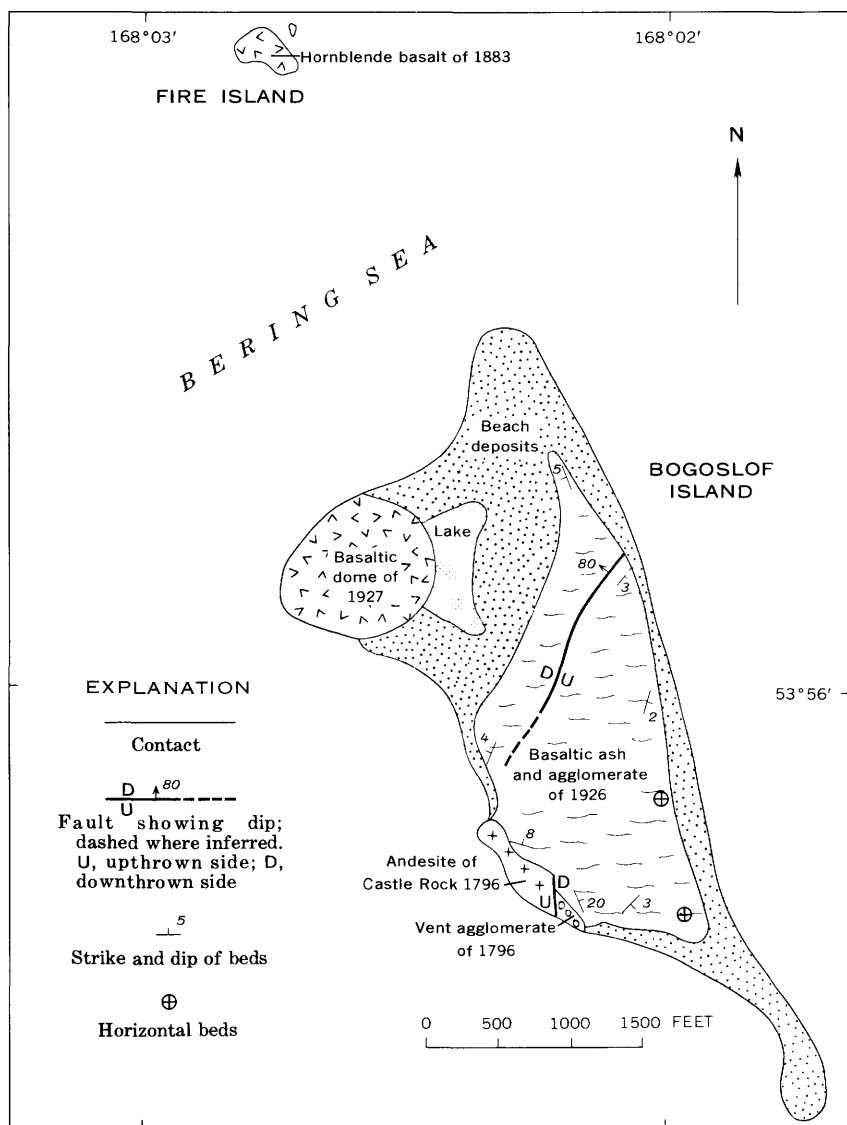 168°03′
168°02′
Hornblende basalt of 1883
FIRE ISLAND
N
BERING SEA
Beach
deposits
5
BOGOSLOF
ISLAND
Lake
80
3
Basaltic
dome of
1927
D U
2
53°56′
4
Basaltic ash
and agglomerate
of 1926
8
Andesite of
Castle Rock 1796
D
U
20
3
Vent agglomerate
of 1796
EXPLANATION
Contact
D
80
U
Fault showing dip;
dashed where inferred.
U, upthrown side; D,
downthrown side
5
Strike and dip of beds
Horizontal beds
0 500 1000 1500 FEET